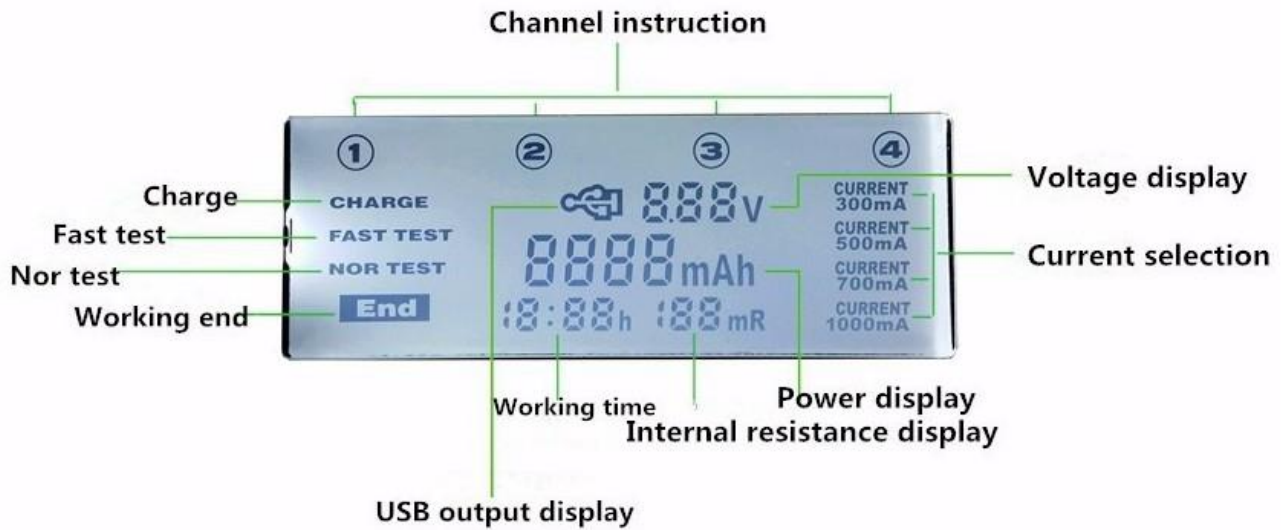 Channel instruction
① ② ③ ④
Charge
CHARGE
8.88V
CURRENT
300mA
Voltage display
Fast test
FAST TEST
CURRENT
500mA
Current selection
Nor test
NOR TEST
8888mAh
CURRENT
700mA
Working end
End
18:88h
188mR
CURRENT
1000mA
Working time
Power display
Internal resistance display
USB output display